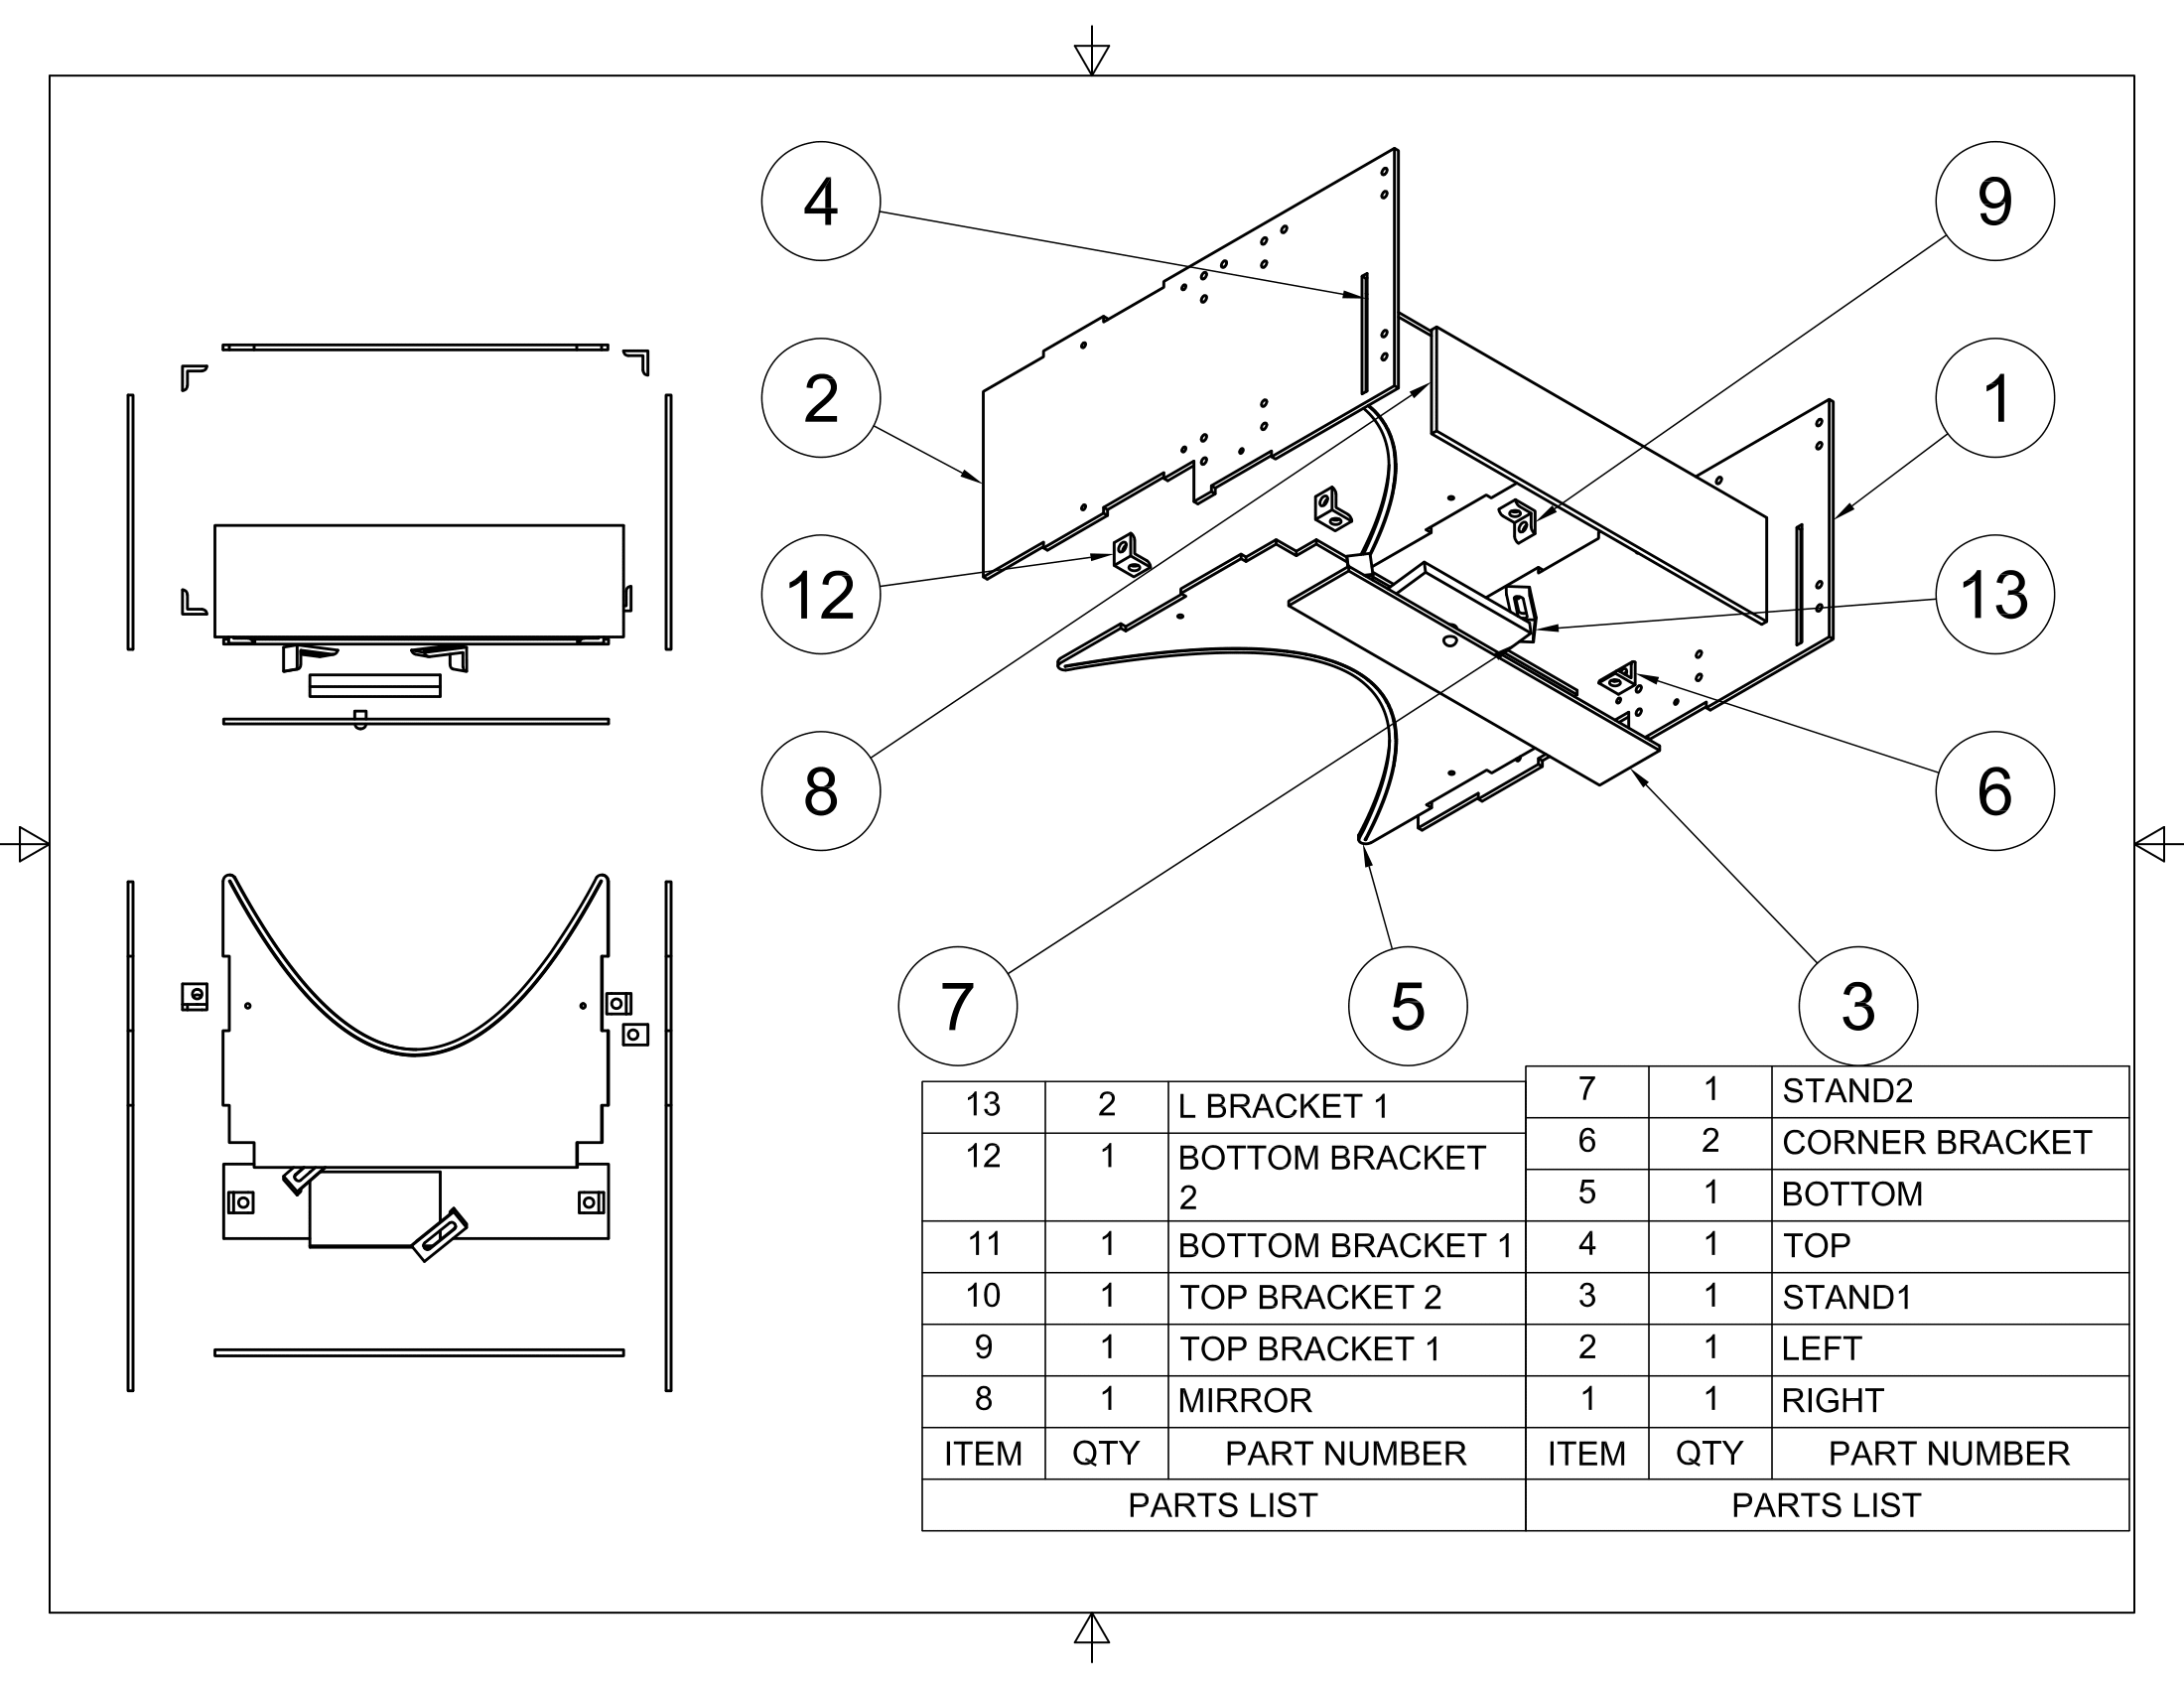 4
9
2
1
12
13
8
6
7
5
3
13 2 L BRACKET 1
12 1 BOTTOM BRACKET
2
11 1 BOTTOM BRACKET 1
10 1 TOP BRACKET 2
9 1 TOP BRACKET 1
8 1 MIRROR
ITEM QTY PART NUMBER
PARTS LIST
7 1 STAND2
6 2 CORNER BRACKET
5 1 BOTTOM
4 1 TOP
3 1 STAND1
2 1 LEFT
1 1 RIGHT
ITEM QTY PART NUMBER
PARTS LIST